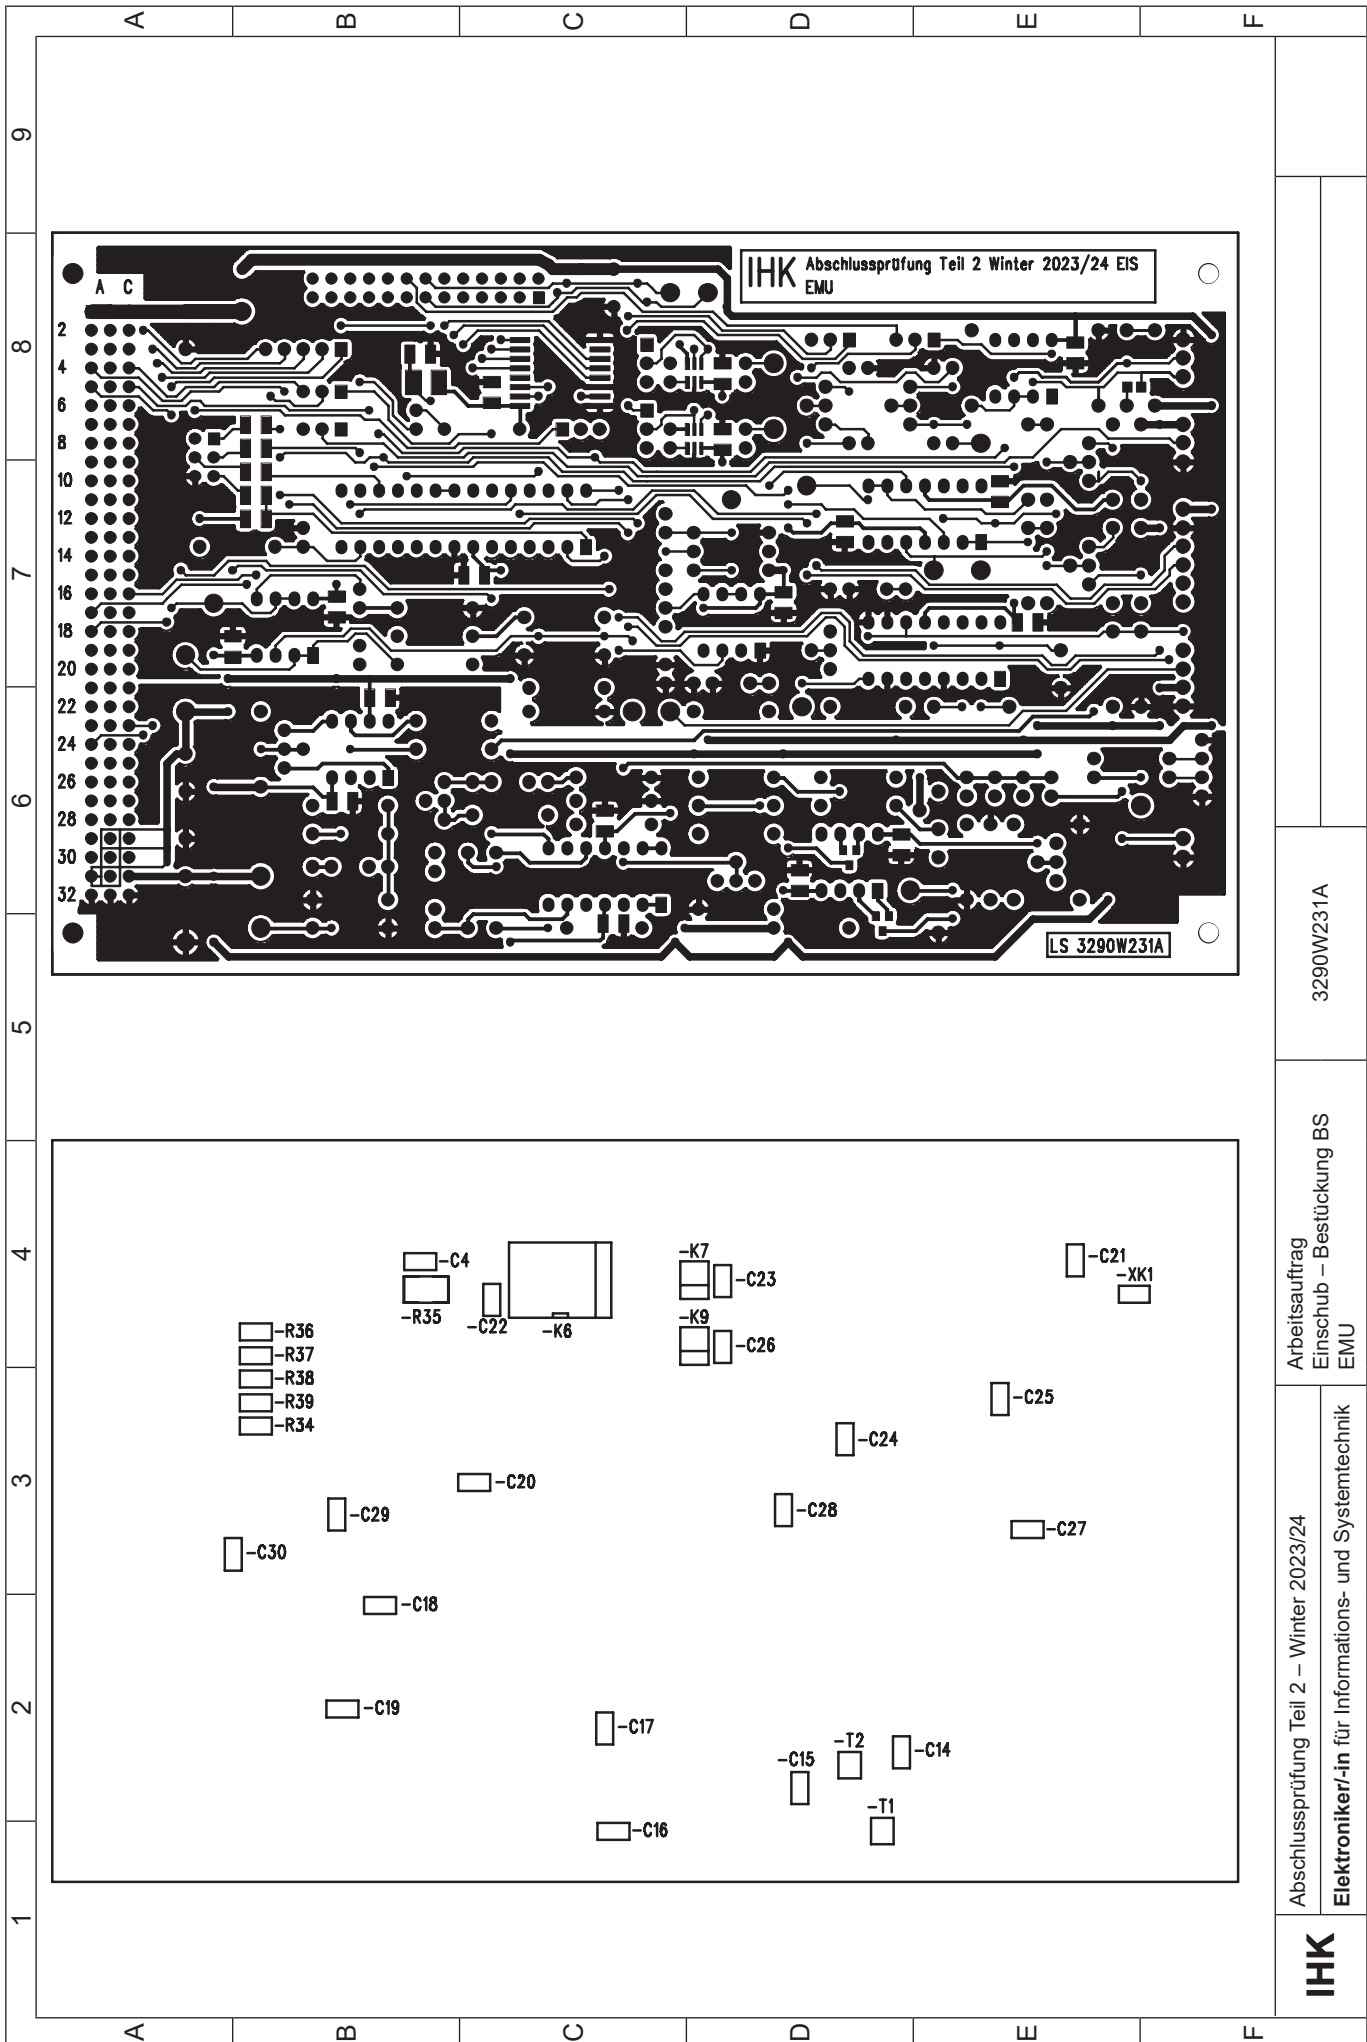 A B C D E F
9
8
7
6
5
4
3
2
1
IHK Abschlussprüfung Teil 2 Winter 2023/24 EIS
EMU
A C
2
4
6
8
10
12
14
16
18
20
22
24
26
28
30
32
LS 3290W231A
-C4
-R35
-C22
-K6
-K7
-C23
-K9
-C26
-C21
-XK1
-R36
-R37
-R38
-R39
-R34
-C25
-C24
-C20
-C29
-C28
-C27
-C30
-C18
-C19
-C17
-C15
-T2
-C14
-T1
-C16
A B C D E F
IHK
Abschlussprüfung Teil 2 – Winter 2023/24
Elektroniker/-in für Informations- und Systemtechnik
Arbeitsauftrag
Einschub – Bestückung BS
EMU
3290W231A